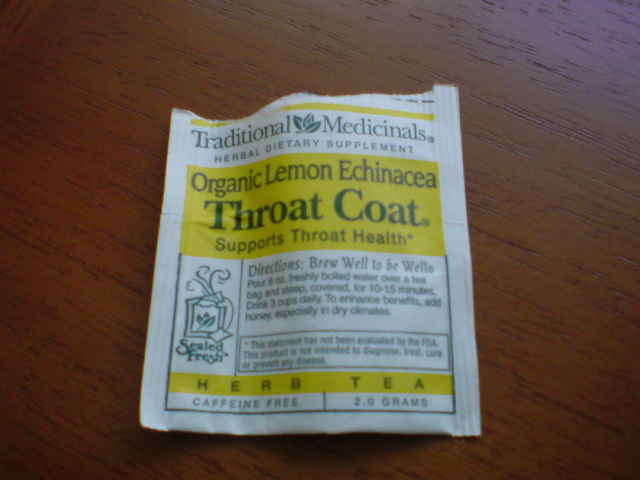 Traditional Medicinals®
HERBAL DIETARY SUPPLEMENT
Organic Lemon Echinacea
Throat Coat®
Supports Throat Health*
Directions: Brew Well to be Well®
Pour 8 oz. freshly boiled water over a tea
bag and steep, covered, for 10-15 minutes.
Drink 3 cups daily. To enhance benefits, add
honey, especially in dry climates.
Sealed
Fresh™
* This statement has not been evaluated by the FDA.
This product is not intended to diagnose, treat, cure
or prevent any disease.
HERB TEA
CAFFEINE FREE 2.0 GRAMS